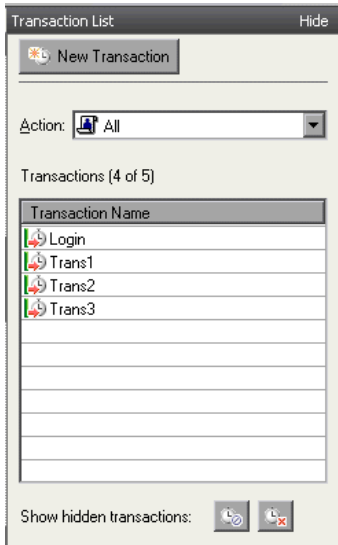 Transaction List Hide
New Transaction
Action: All
Transactions (4 of 5)
Transaction Name
Login
Trans1
Trans2
Trans3
Show hidden transactions: